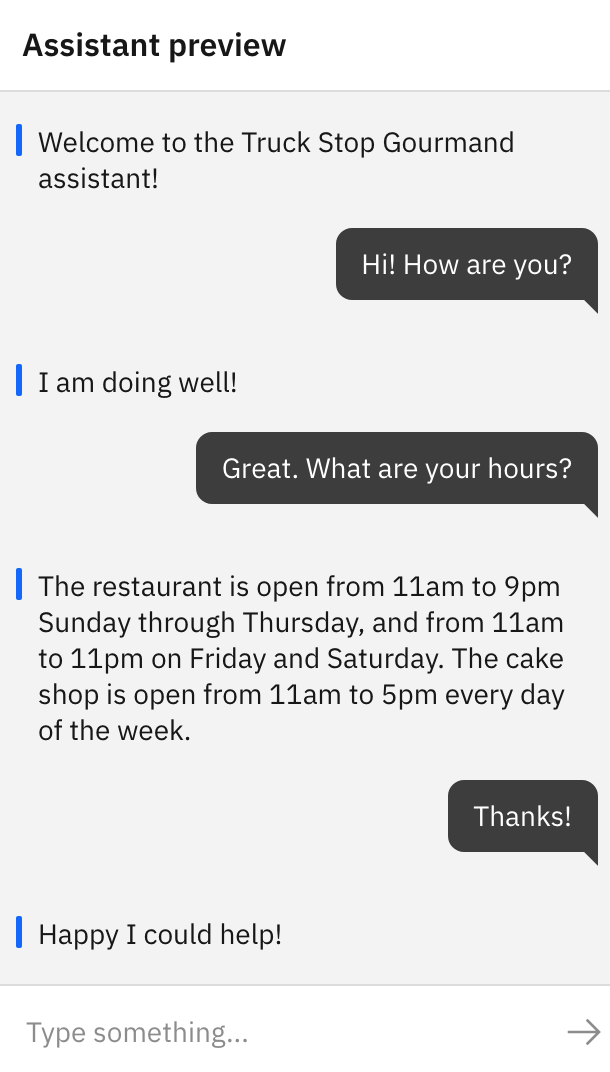 Assistant preview
Welcome to the Truck Stop Gourmand
assistant!
Hi! How are you?
I am doing well!
Great. What are your hours?
The restaurant is open from 11am to 9pm
Sunday through Thursday, and from 11am
to 11pm on Friday and Saturday. The cake
shop is open from 11am to 5pm every day
of the week.
Thanks!
Happy I could help!
Type something...